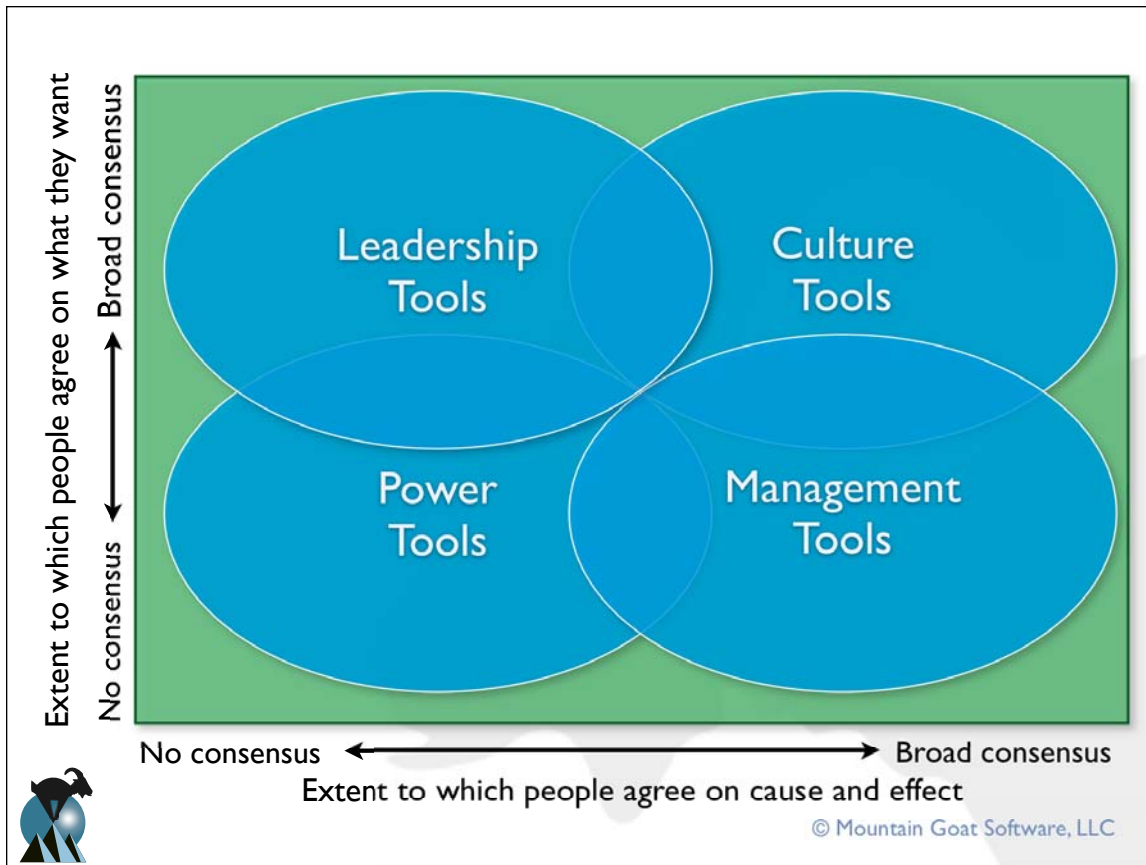 Extent to which people agree on what they want
Broad consensus
No consensus
Leadership
Tools
Culture
Tools
Power
Tools
Management
Tools
No consensus
Broad consensus
Extent to which people agree on cause and effect
© Mountain Goat Software, LLC